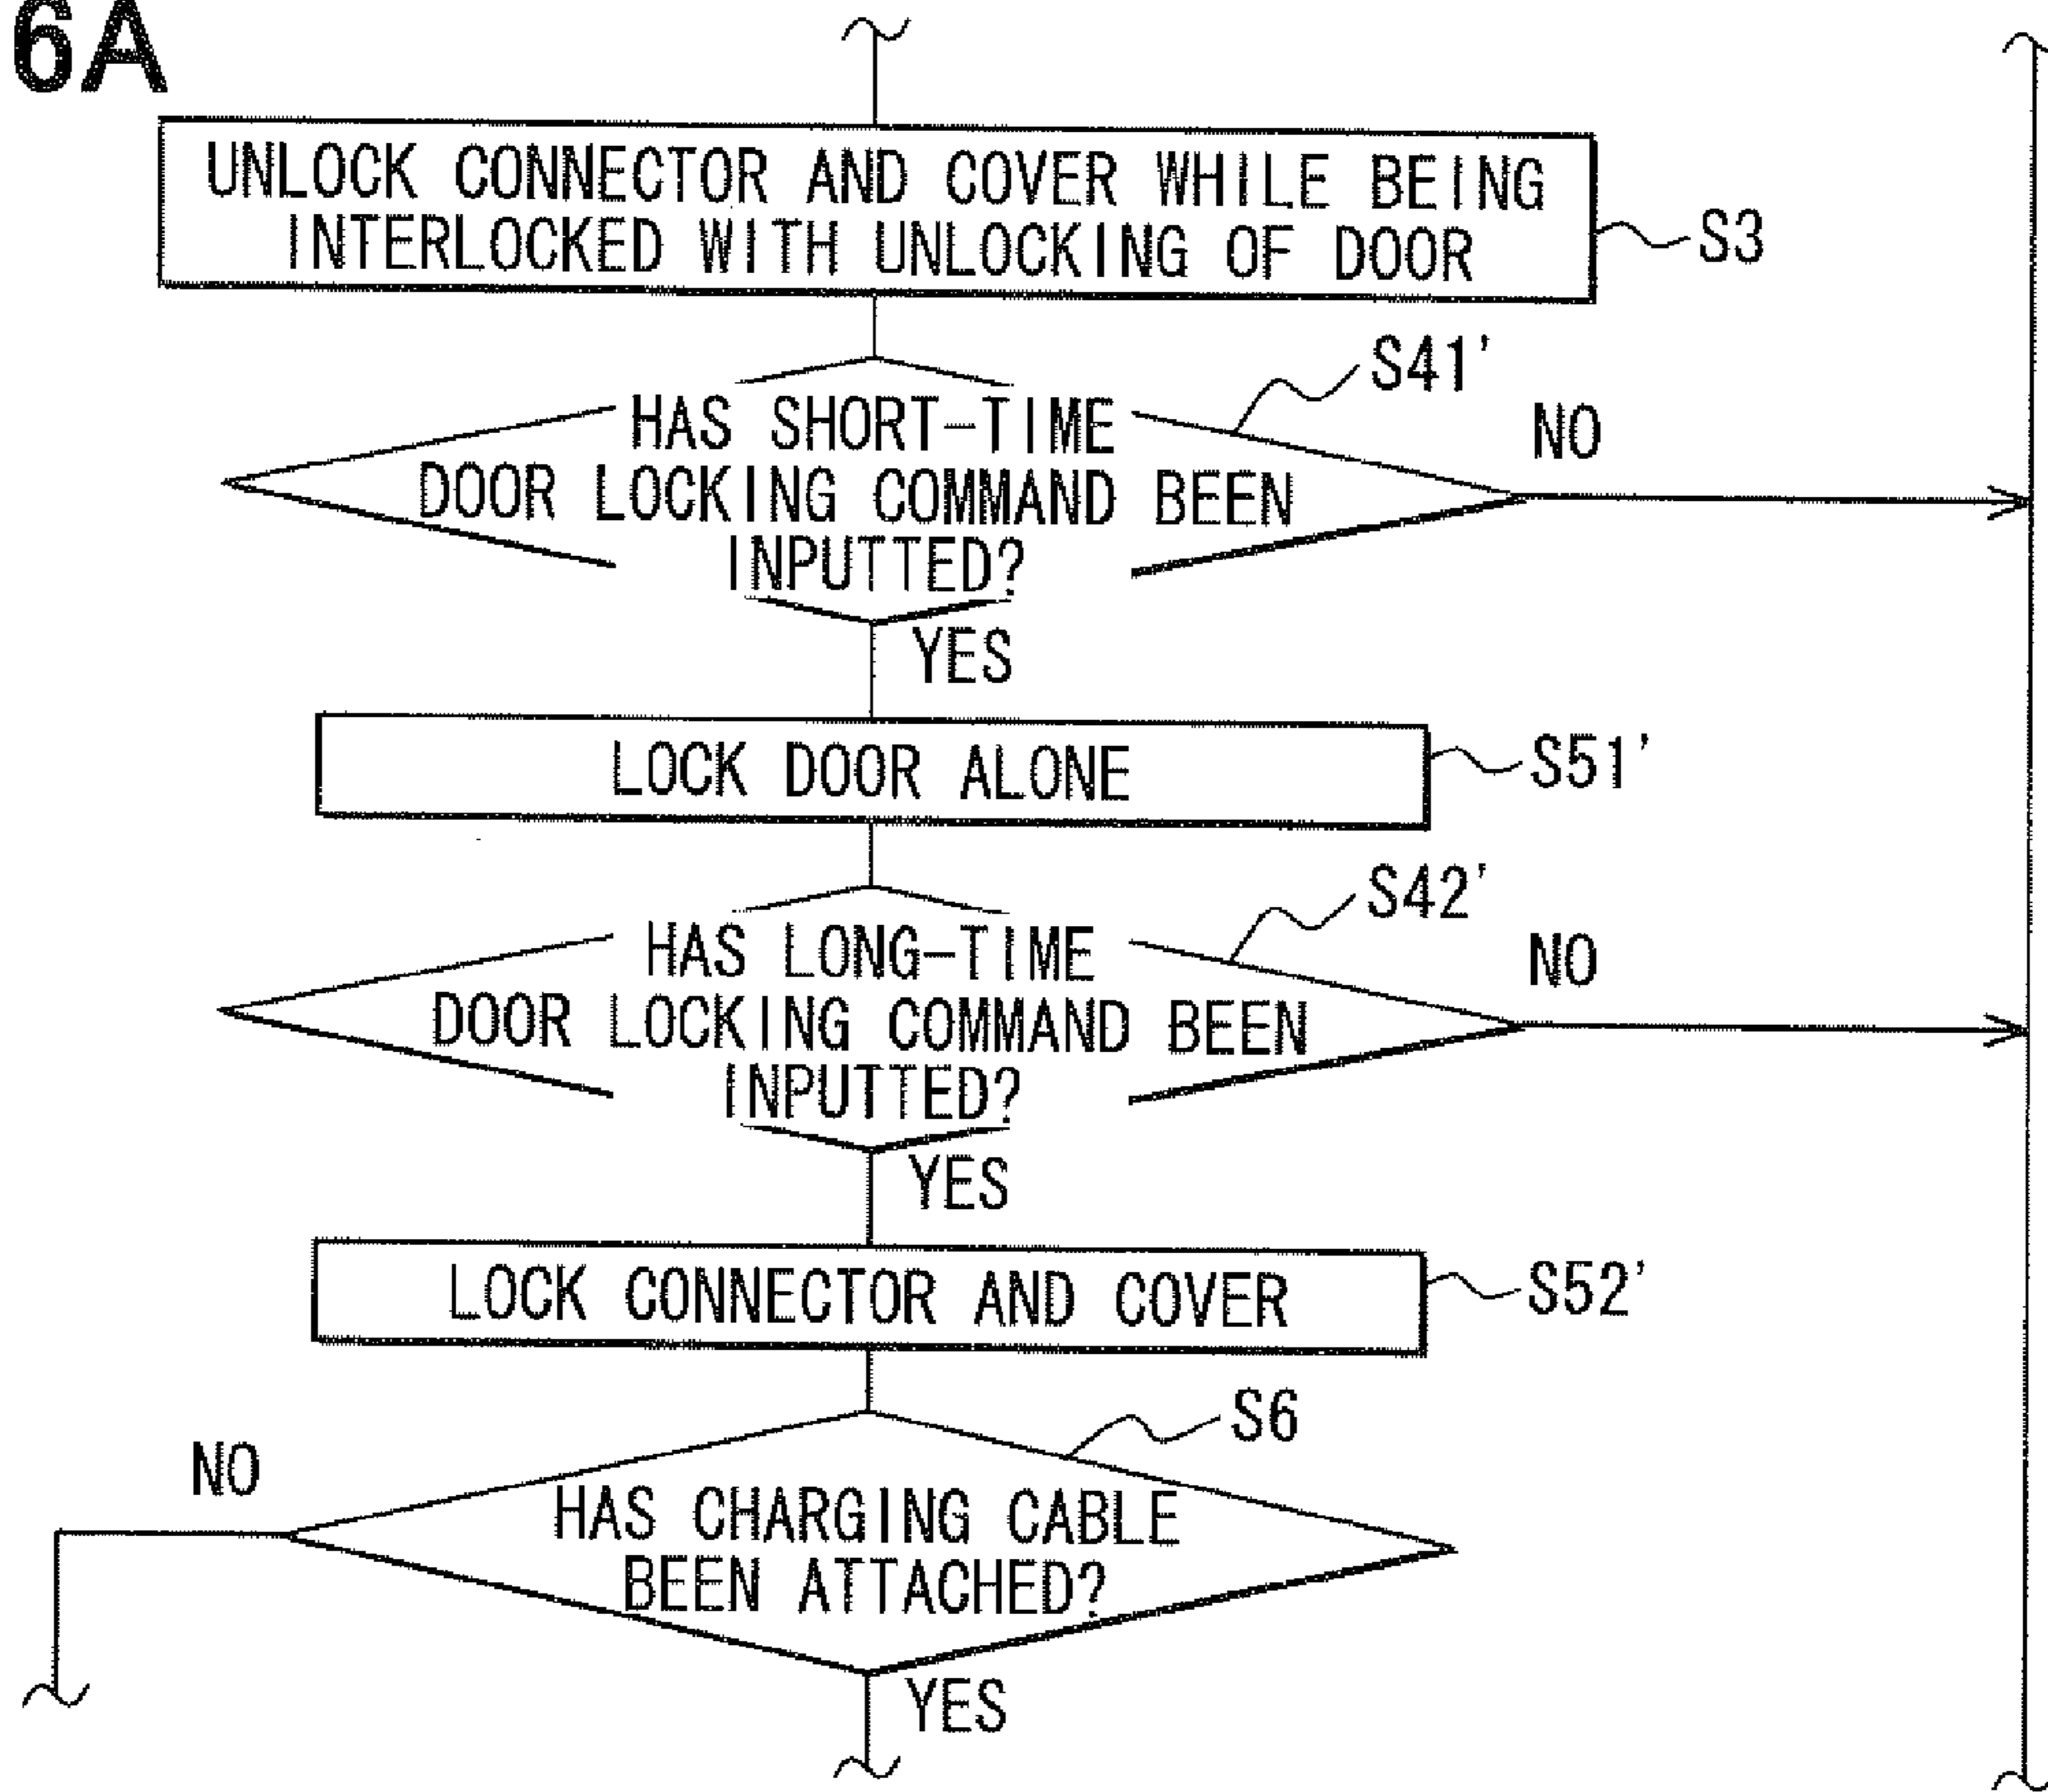 6A
UNLOCK CONNECTOR AND COVER WHILE BEING
INTERLOCKED WITH UNLOCKING OF DOOR
S3
S41'
HAS SHORT-TIME
DOOR LOCKING COMMAND BEEN
INPUTTED?
NO
YES
LOCK DOOR ALONE
S51'
S42'
HAS LONG-TIME
DOOR LOCKING COMMAND BEEN
INPUTTED?
NO
YES
LOCK CONNECTOR AND COVER
S52'
S6
NO
HAS CHARGING CABLE
BEEN ATTACHED?
YES